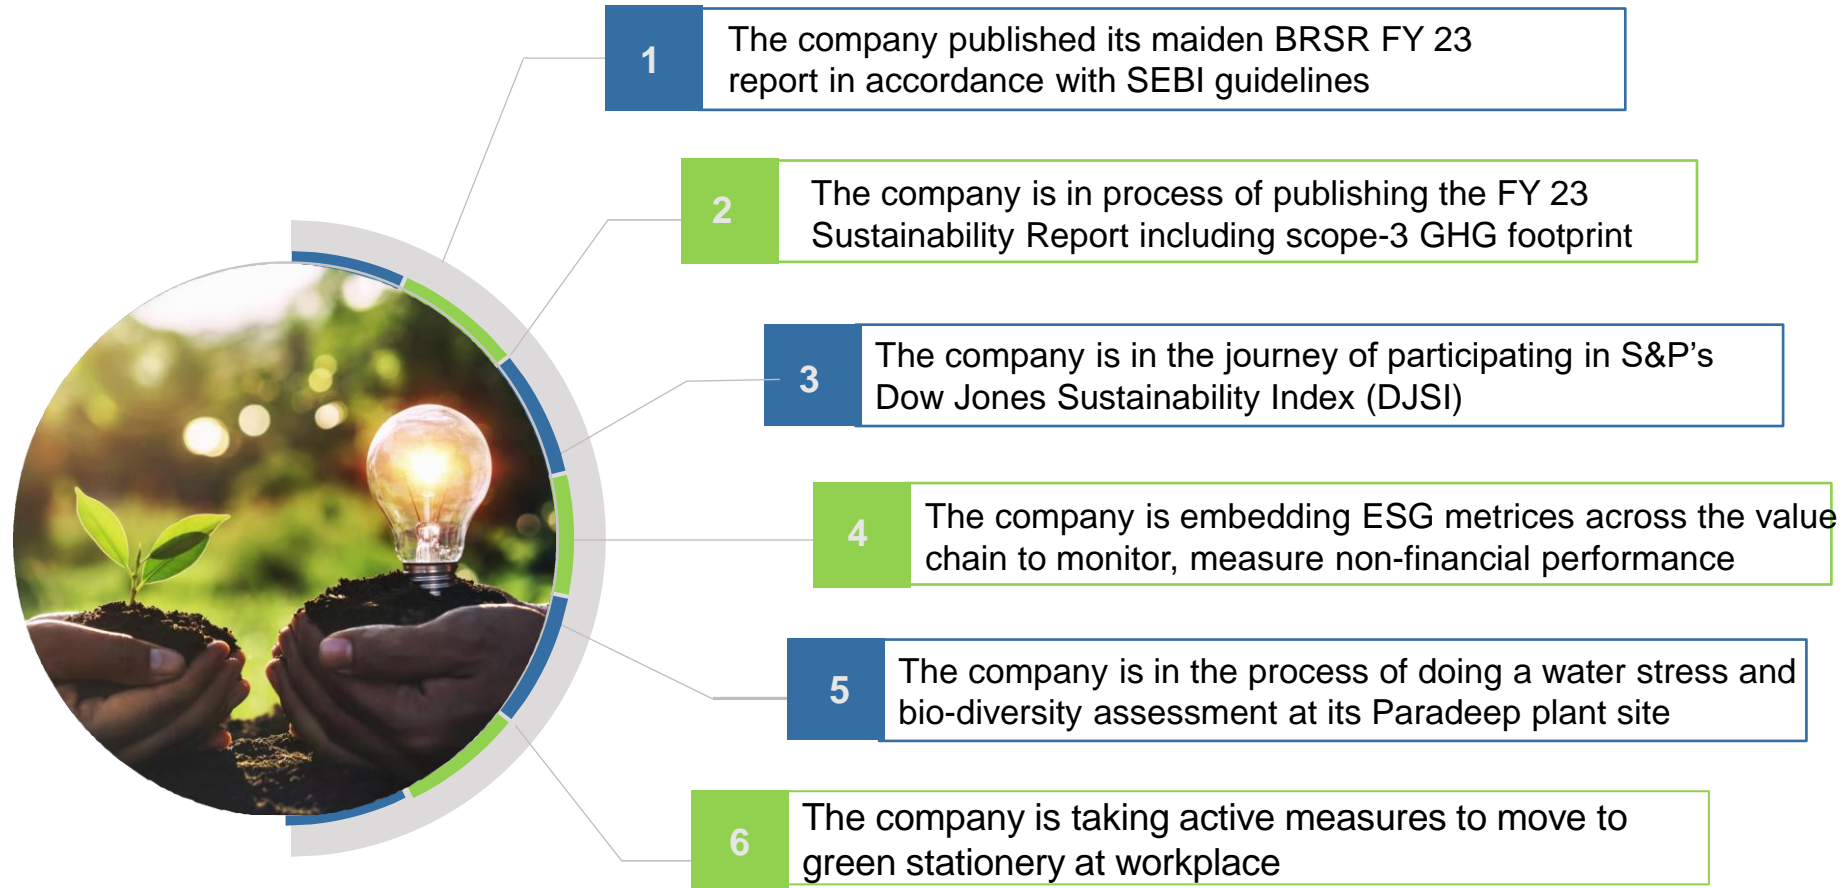 1
The company published its maiden BRSR FY 23
report in accordance with SEBI guidelines
2
The company is in process of publishing the FY 23
Sustainability Report including scope-3 GHG footprint
3
The company is in the journey of participating in S&P’s
Dow Jones Sustainability Index (DJSI)
4
The company is embedding ESG metrices across the value
chain to monitor, measure non-financial performance
5
The company is in the process of doing a water stress and
bio-diversity assessment at its Paradeep plant site
6
The company is taking active measures to move to
green stationery at workplace